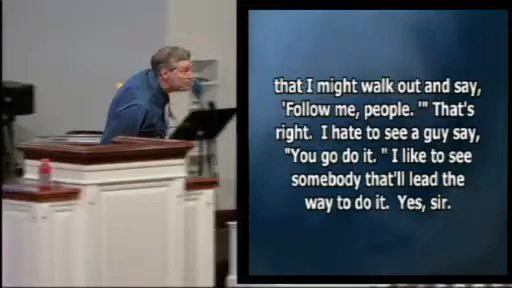 that I might walk out and say,
'Follow me, people. '" That's
right. I hate to see a guy say,
"You go do it. " I like to see
somebody that'll lead the
way to do it. Yes, sir.